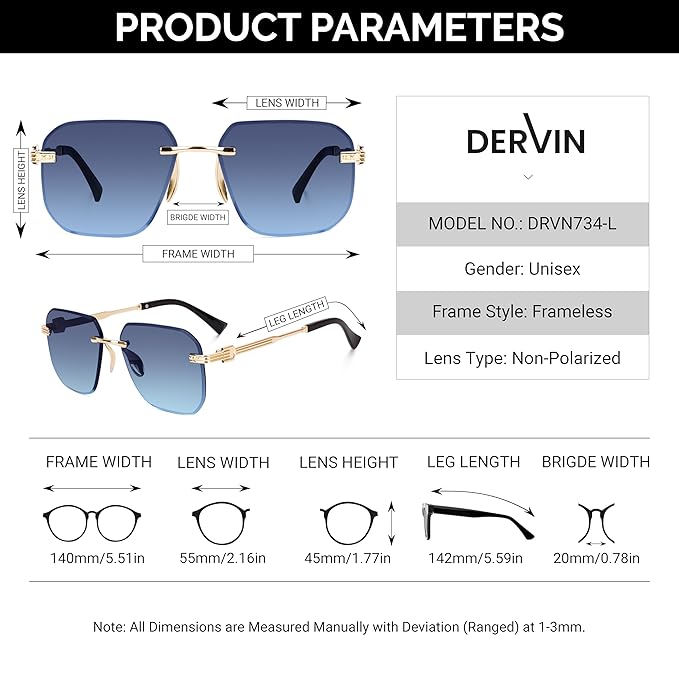 PRODUCT PARAMETERS
LENS WIDTH
LENS HEIGHT
BRIGDE WIDTH
FRAME WIDTH
LEG LENGTH
DERVIN
MODEL NO.: DRVN734-L
Gender: Unisex
Frame Style: Frameless
Lens Type: Non-Polarized
FRAME WIDTH
140mm/5.51in
LENS WIDTH
55mm/2.16in
LENS HEIGHT
45mm/1.77in
LEG LENGTH
142mm/5.59in
BRIGDE WIDTH
20mm/0.78in
Note: All Dimensions are Measured Manually with Deviation (Ranged) at 1-3mm.